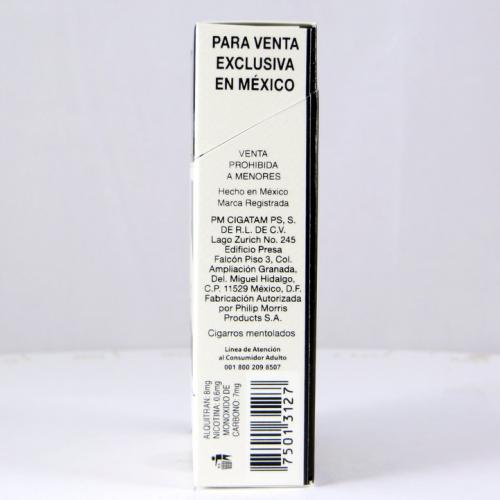 PARA VENTA
EXCLUSIVA
EN MÉXICO
VENTA
PROHIBIDA
A MENORES
Hecho en México
Marca Registrada
PM CIGATAM PS, S.
DE R.L. DE C.V.
Lago Zurich No. 245
Edificio Presa
Falcón Piso 3, Col.
Ampliación Granada,
Del. Miguel Hidalgo,
C.P. 11529 México, D.F.
Fabricación Autorizada
por Philip Morris
Products S.A.
Cigarros mentolados
Línea de Atención
al Consumidor Adulto
001 800 209 8507
ALQUITRAN: 8mg
NICOTINA: 0,6mg
MONOXIDO DE
CARBONO: 7mg
75013127